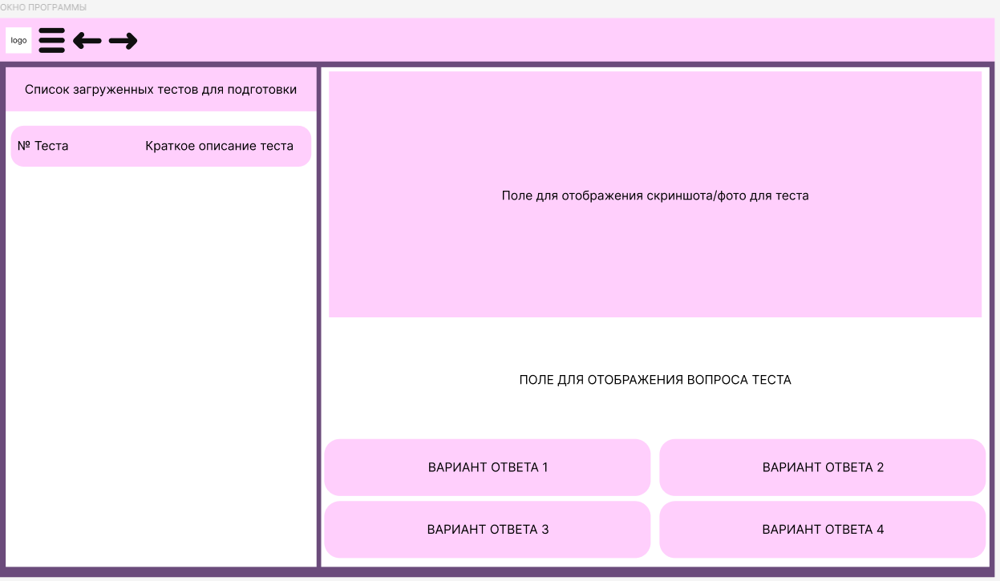 ОКНО ПРОГРАММЫ
logo
Список загруженных тестов для подготовки
№ Теста
Краткое описание теста
Поле для отображения скриншота/фото для теста
ПОЛЕ ДЛЯ ОТОБРАЖЕНИЯ ВОПРОСА ТЕСТА
ВАРИАНТ ОТВЕТА 1
ВАРИАНТ ОТВЕТА 2
ВАРИАНТ ОТВЕТА 3
ВАРИАНТ ОТВЕТА 4